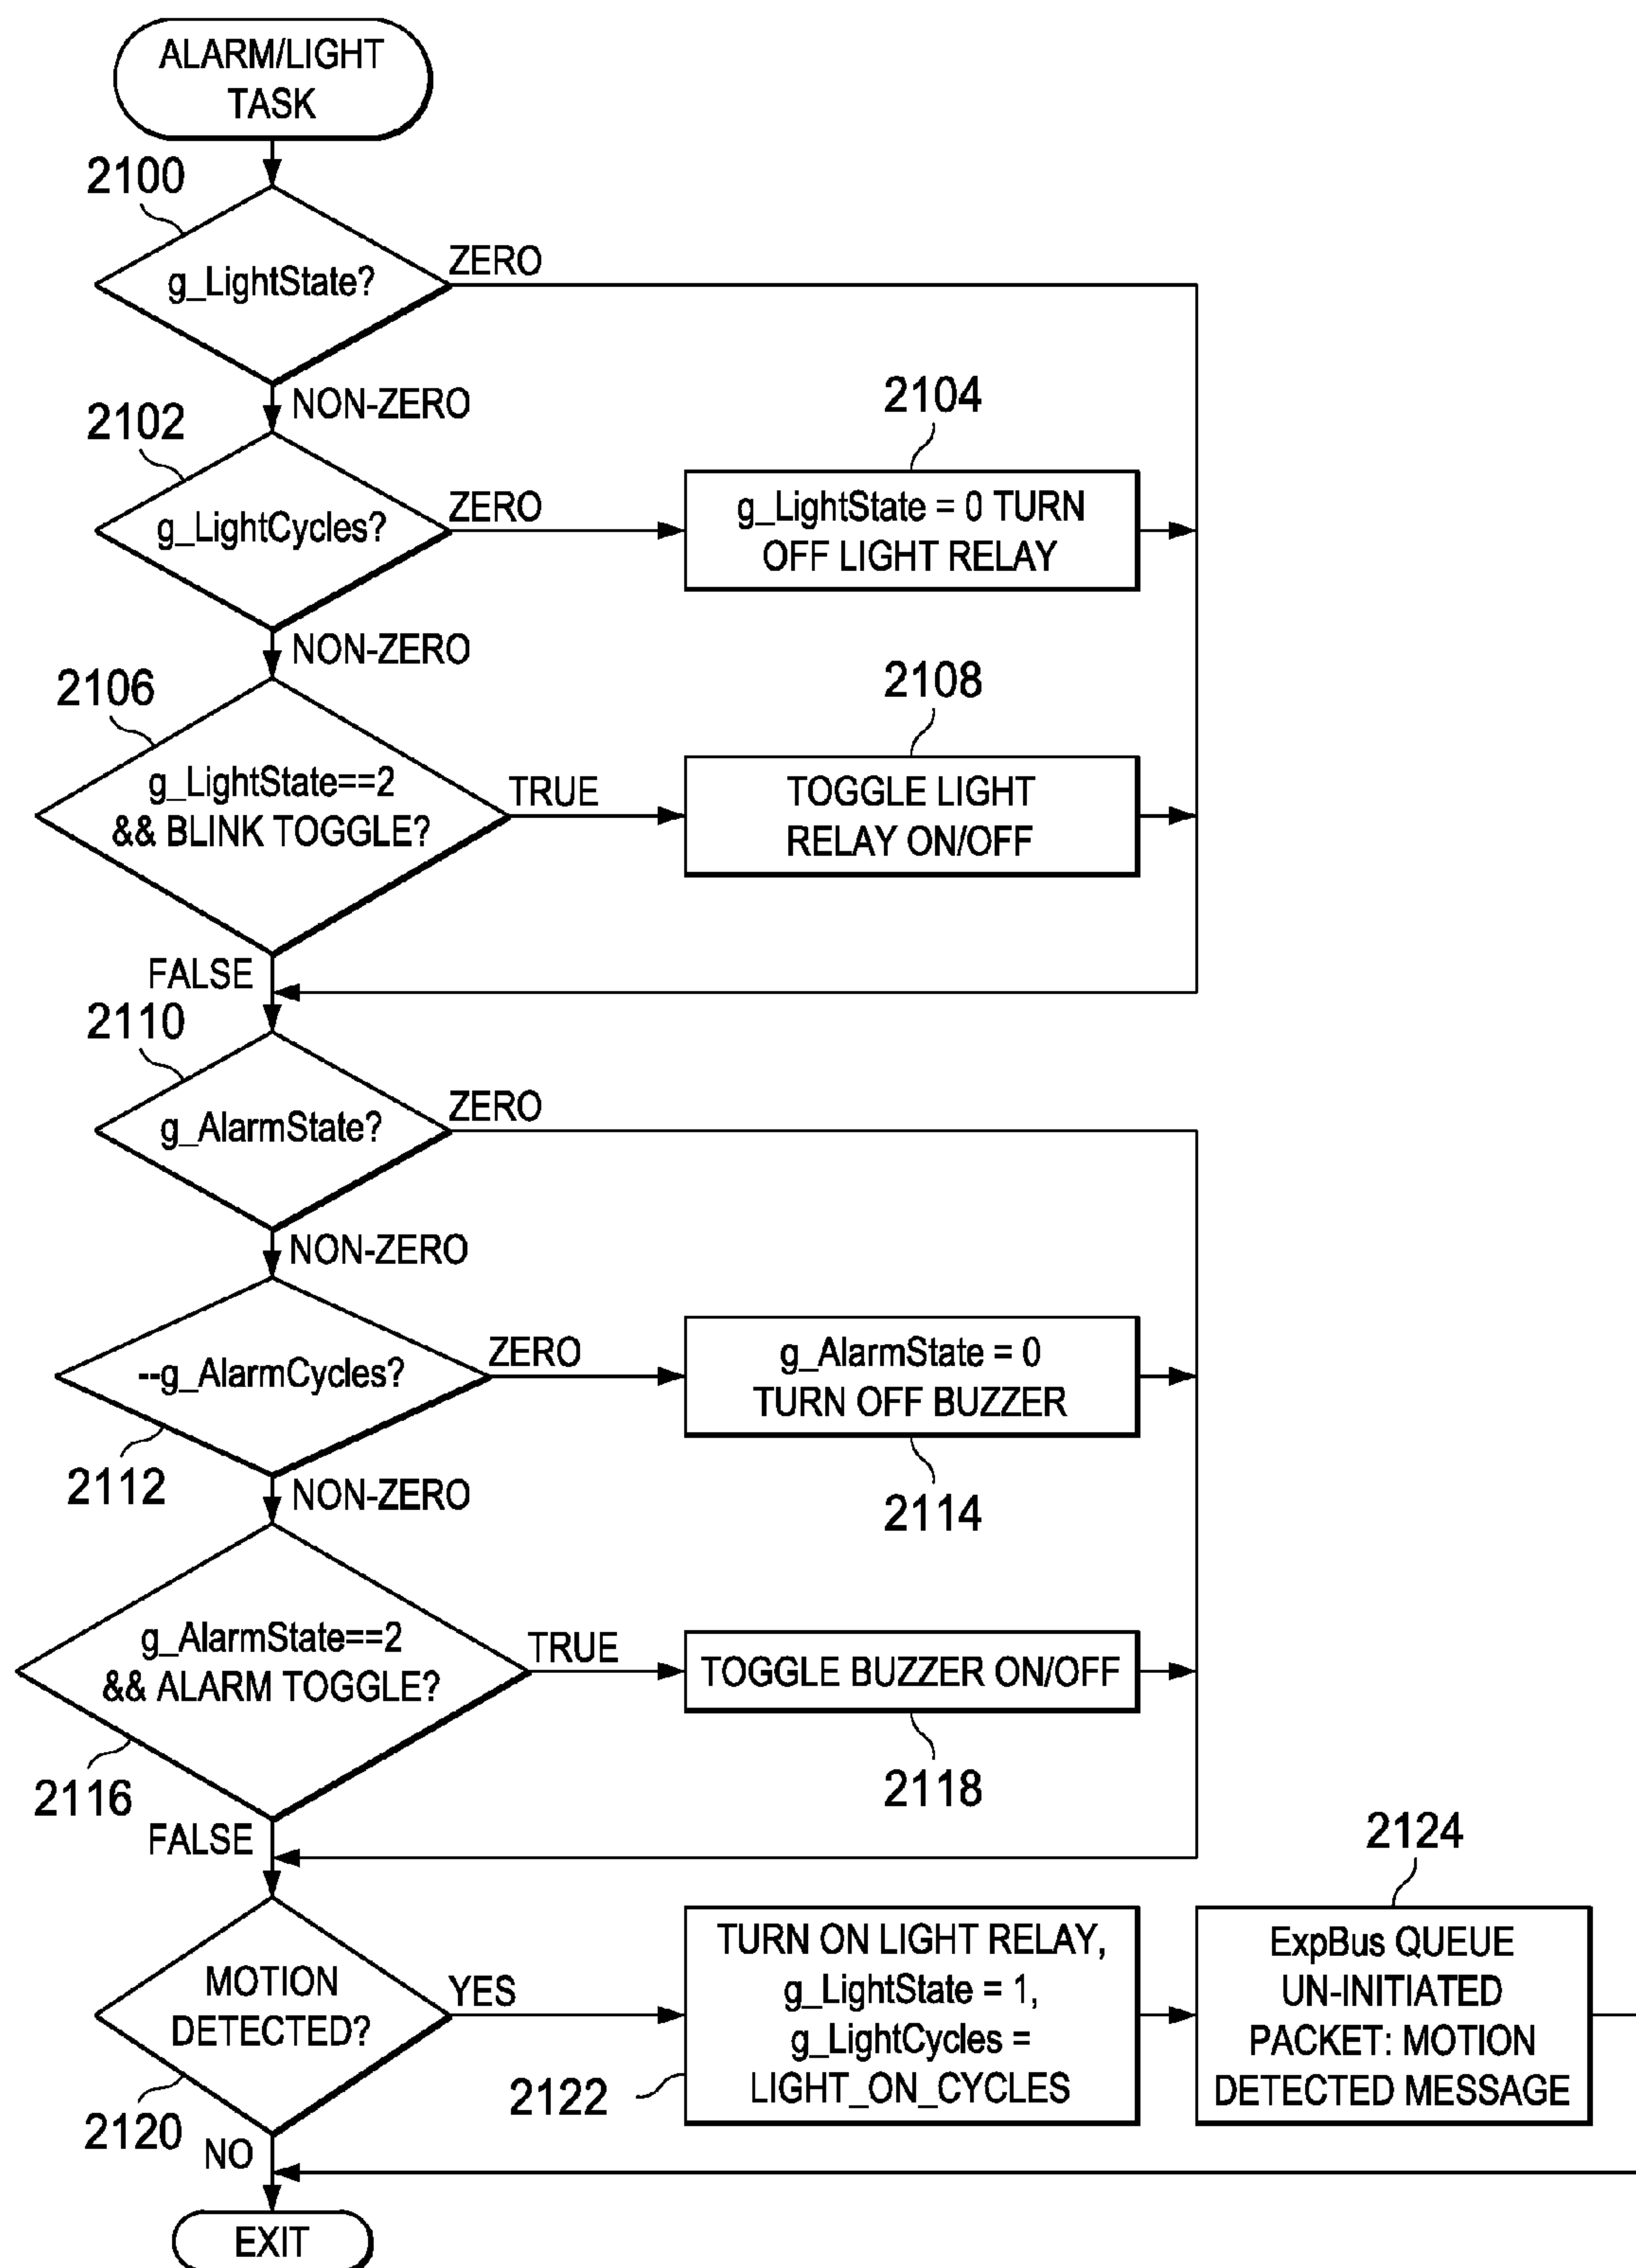 ALARM/LIGHT
TASK
2100
g_LightState?
ZERO
NON-ZERO
2102
g_LightCycles?
ZERO
2104
g_LightState = 0 TURN
OFF LIGHT RELAY
NON-ZERO
2106
g_LightState==2
&& BLINK TOGGLE?
TRUE
2108
TOGGLE LIGHT
RELAY ON/OFF
FALSE
2110
g_AlarmState?
ZERO
NON-ZERO
--g_AlarmCycles?
2112
ZERO
g_AlarmState = 0
TURN OFF BUZZER
2114
NON-ZERO
g_AlarmState==2
&& ALARM TOGGLE?
2116
TRUE
TOGGLE BUZZER ON/OFF
2118
FALSE
MOTION
DETECTED?
2120
YES
TURN ON LIGHT RELAY,
g_LightState = 1,
g_LightCycles =
LIGHT_ON_CYCLES
2122
2124
ExpBus QUEUE
UN-INITIATED
PACKET: MOTION
DETECTED MESSAGE
NO
EXIT